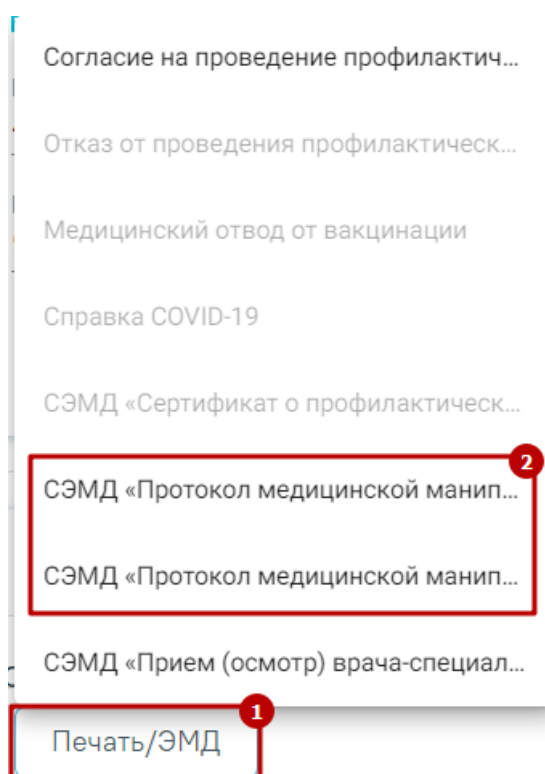 Согласие на проведение профилактич...
Отказ от проведения профилактическ...
Медицинский отвод от вакцинации
Справка COVID-19
СЭМД «Сертификат о профилактическ...
2
СЭМД «Протокол медицинской манип...
СЭМД «Протокол медицинской манип...
СЭМД «Прием (осмотр) врача-специал...
1
Печать/ЭМД